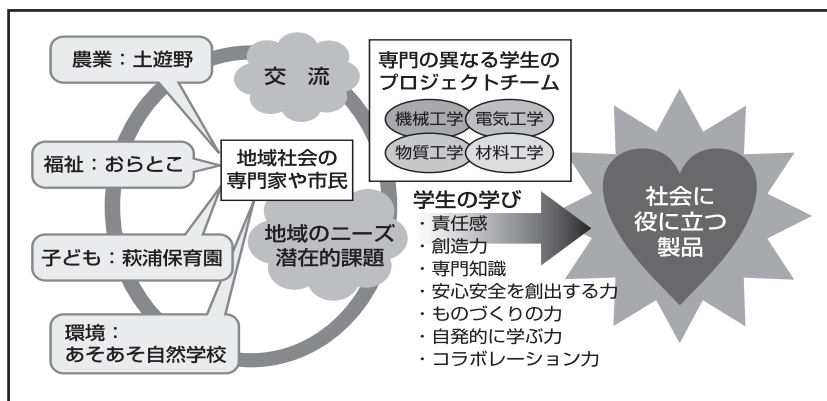 農業：土遊野
福祉：おらとこ
子ども：萩浦保育園
環境：
あそあそ自然学校
交　流
地域社会の
専門家や市民
地域のニーズ
潜在的課題
専門の異なる学生の
プロジェクトチーム
機械工学
電気工学
物質工学
材料工学
学生の学び
・責任感
・創造力
・専門知識
・安心安全を創出する力
・ものづくりの力
・自発的に学ぶ力
・コラボレーション力
社会に
役に立つ
製品